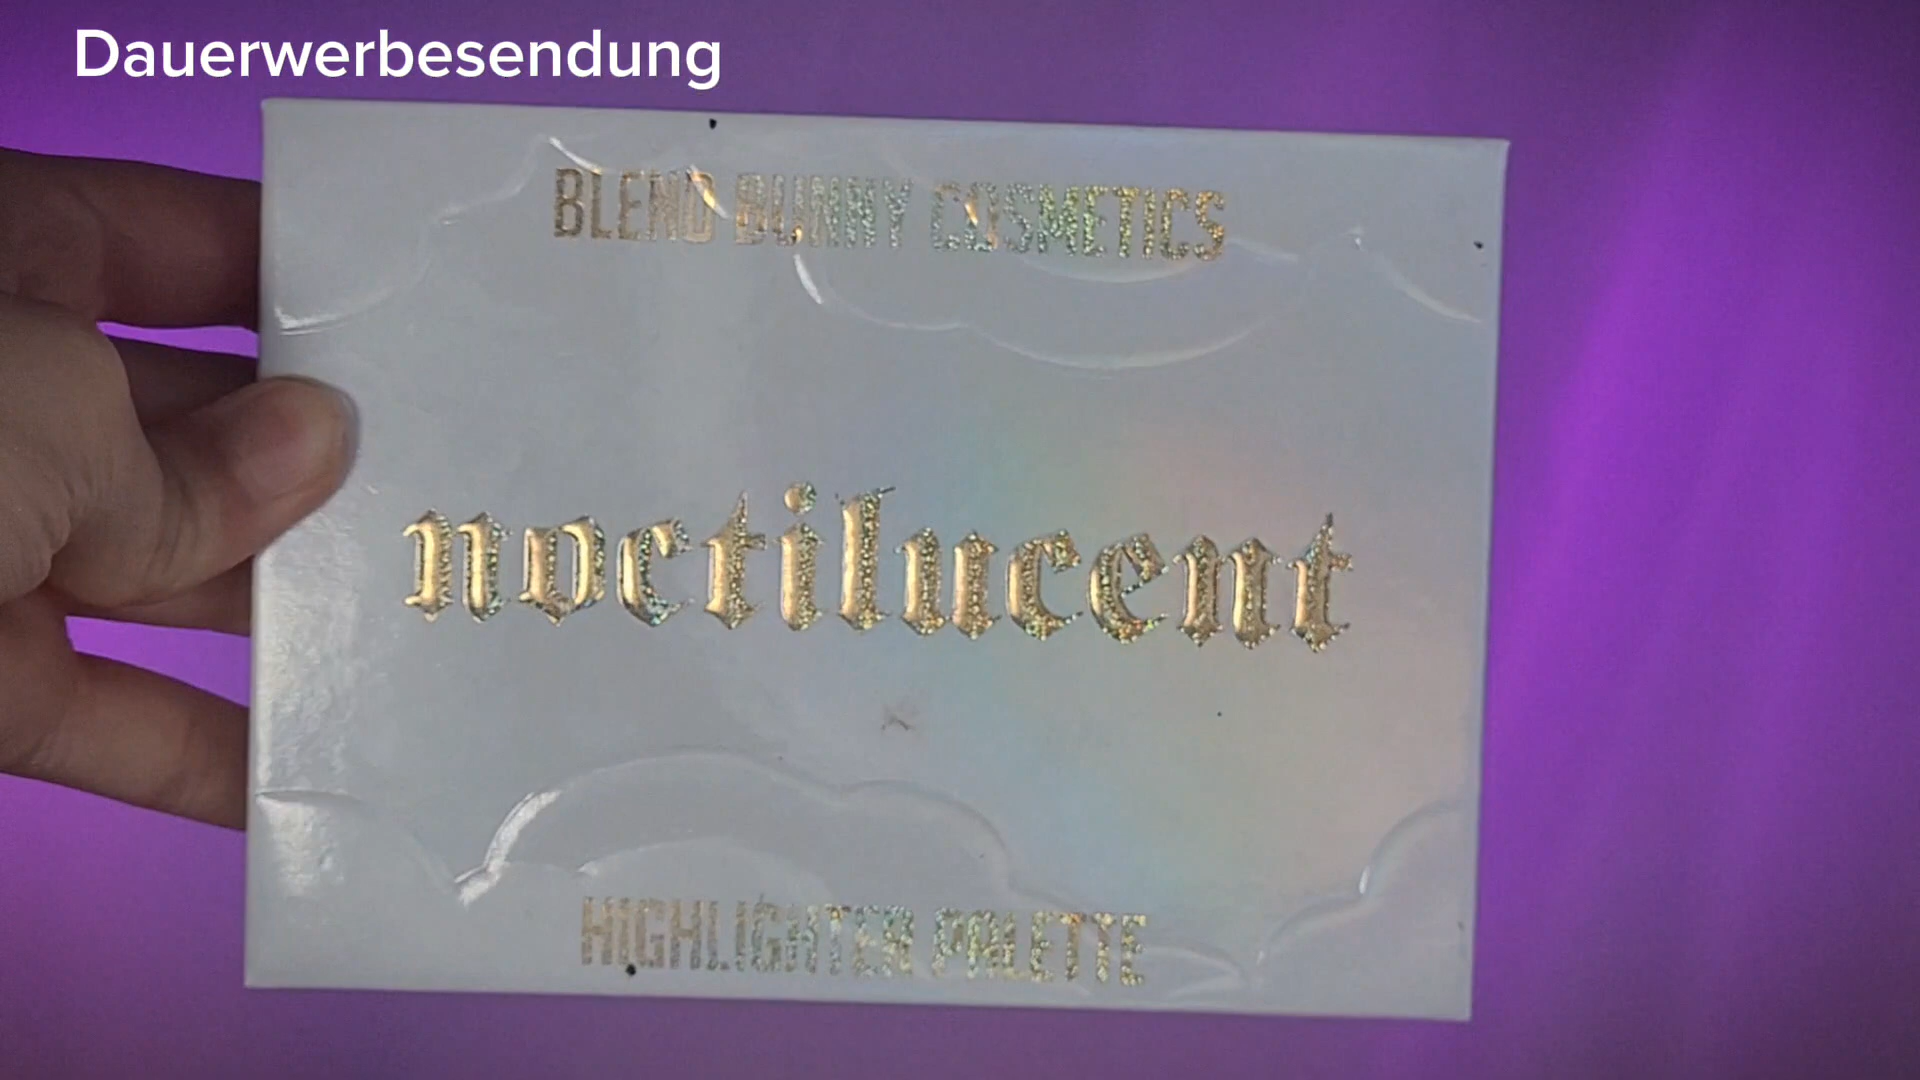 Dauerwerbesendung
BLEND BUNNY COSMETICS
noctilucent
HIGHLIGHTER PALETTE